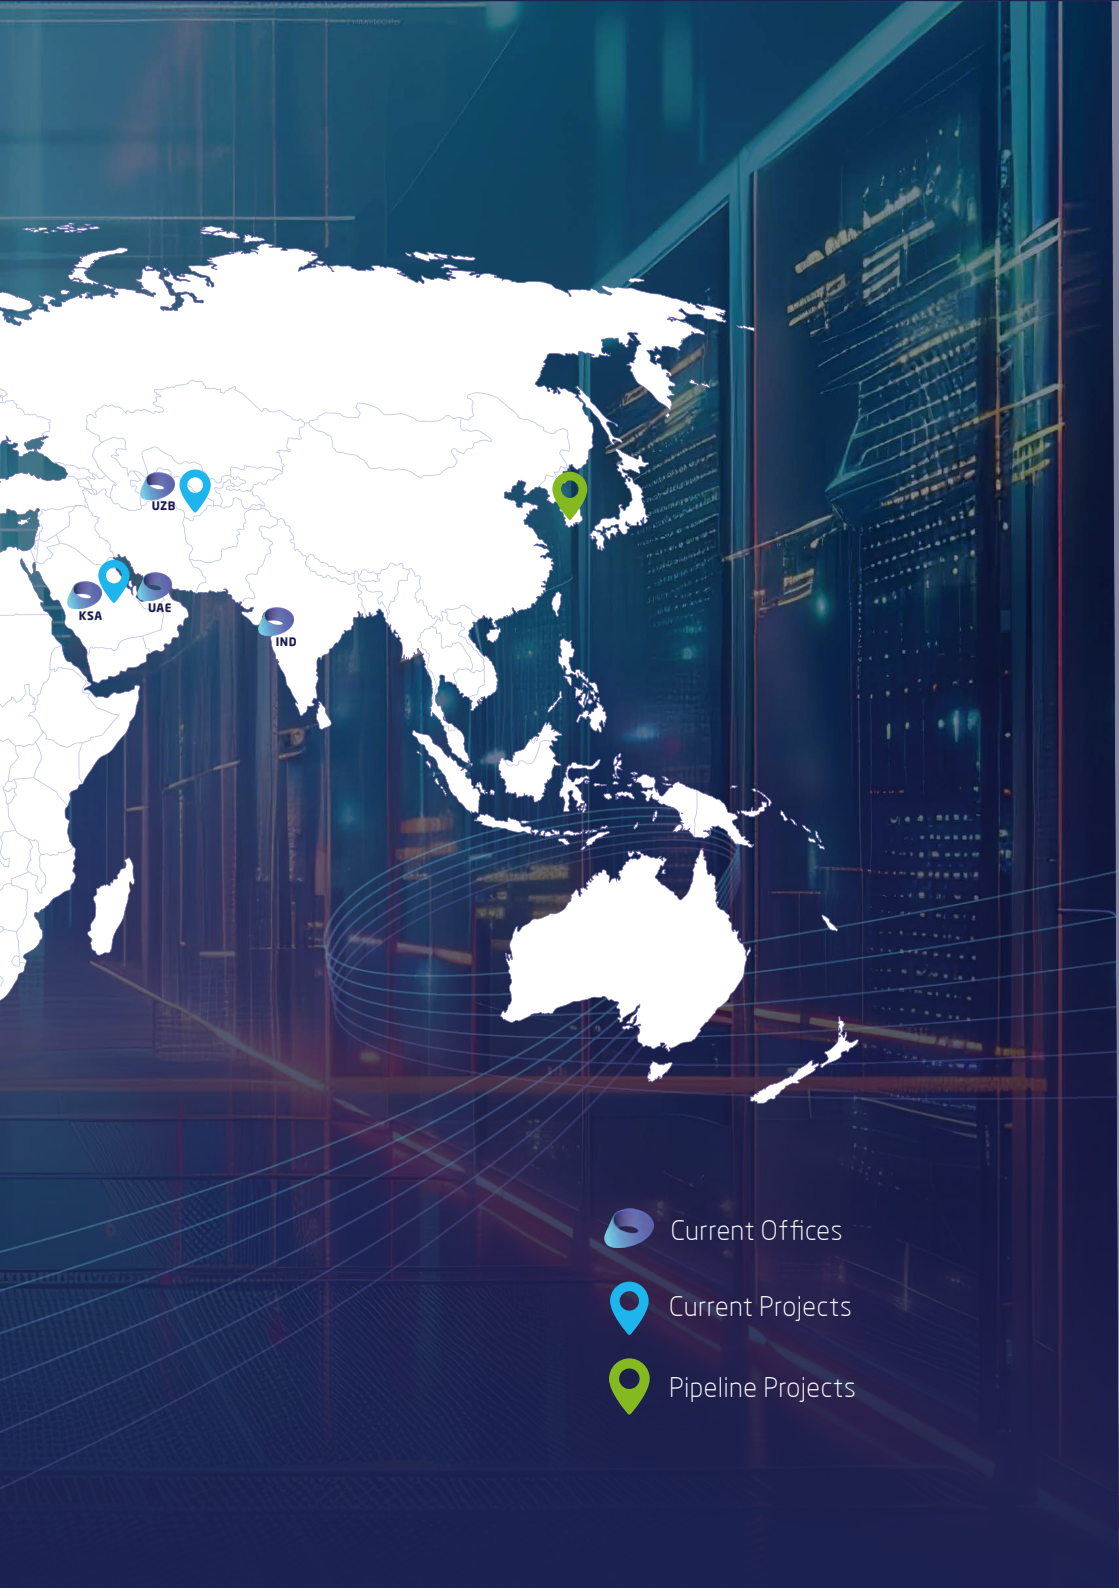 UZB
UAE
KSA
IND
Current Offices
Current Projects
Pipeline Projects